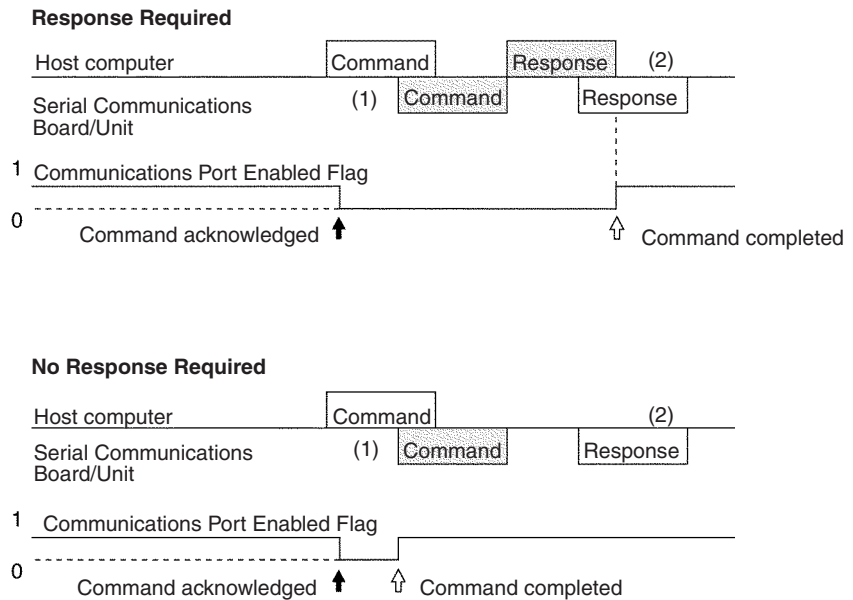 Response Required
Host computer Command Response (2)
(1) Command Response
Serial Communications
Board/Unit
1 Communications Port Enabled Flag
0
Command acknowledged Command completed
No Response Required
Host computer Command (2)
Serial Communications (1) Command Response
Board/Unit
1 Communications Port Enabled Flag
0
Command acknowledged Command completed